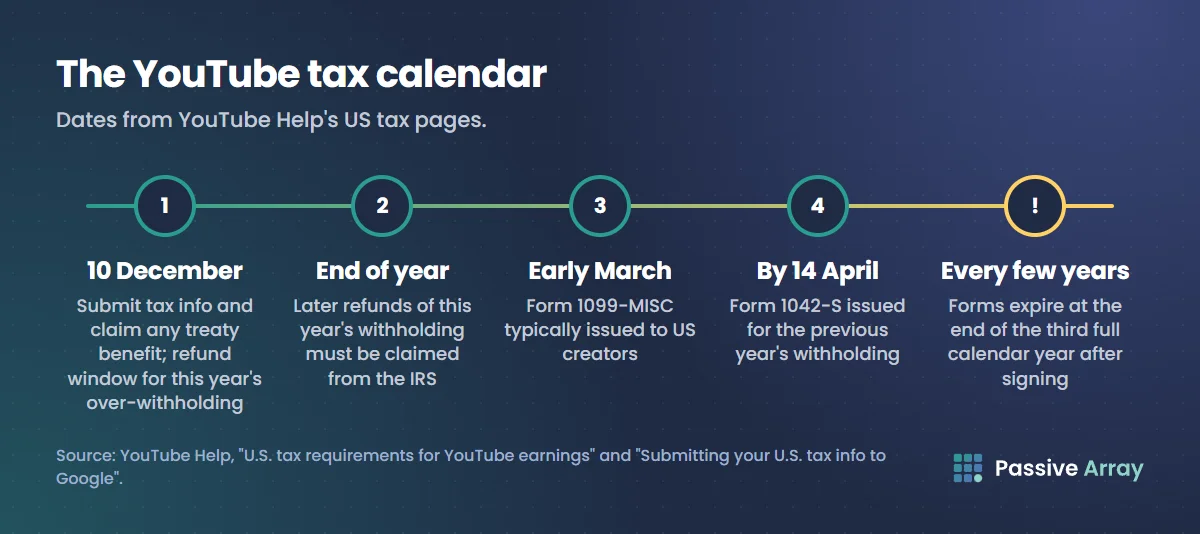 The YouTube tax calendar
Dates from YouTube Help's US tax pages.
1
2
3
4
!
10 December
Submit tax info and
claim any treaty
benefit; refund
window for this year's
over-withholding
End of year
Later refunds of this
year's withholding
must be claimed
from the IRS
Early March
Form 1099-MISC
typically issued to US
creators
By 14 April
Form 1042-S issued
for the previous
year's withholding
Every few years
Forms expire at the
end of the third full
calendar year after
signing
Source: YouTube Help, "U.S. tax requirements for YouTube earnings" and "Submitting your U.S. tax info to
Google".
Passive Array